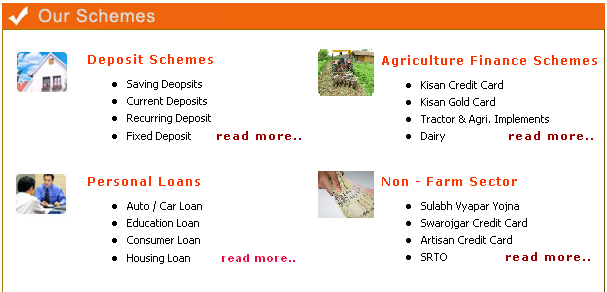 Our Schemes
Deposit Schemes
Saving Deopsits
Current Deposits
Recurring Deposit
Fixed Deposit read more..
Agriculture Finance Schemes
Kisan Credit Card
Kisan Gold Card
Tractor & Agri. Implements
Dairy read more..
Personal Loans
Auto / Car Loan
Education Loan
Consumer Loan
Housing Loan read more..
Non - Farm Sector
Sulabh Vyapar Yojna
Swarojgar Credit Card
Artisan Credit Card
SRTO read more..